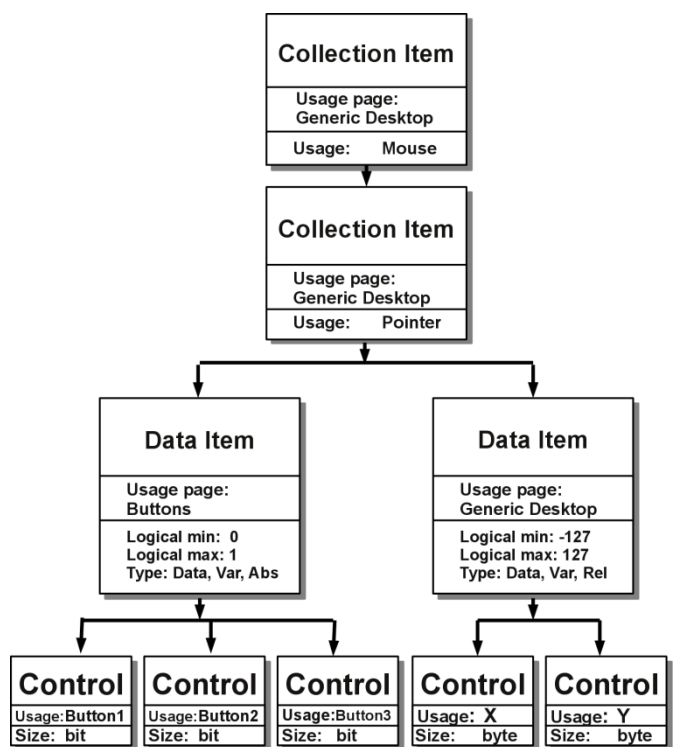 Collection Item
Usage page:
Generic Desktop
Usage: Mouse
Collection Item
Usage page:
Generic Desktop
Usage: Pointer
Data Item
Usage page:
Buttons
Logical min: 0
Logical max: 1
Type: Data, Var, Abs
Data Item
Usage page:
Generic Desktop
Logical min: -127
Logical max: 127
Type: Data, Var, Rel
Control
Usage:Button1
Size: bit
Control
Usage:Button2
Size: bit
Control
Usage:Button3
Size: bit
Control
Usage: X
Size: byte
Control
Usage: Y
Size: byte